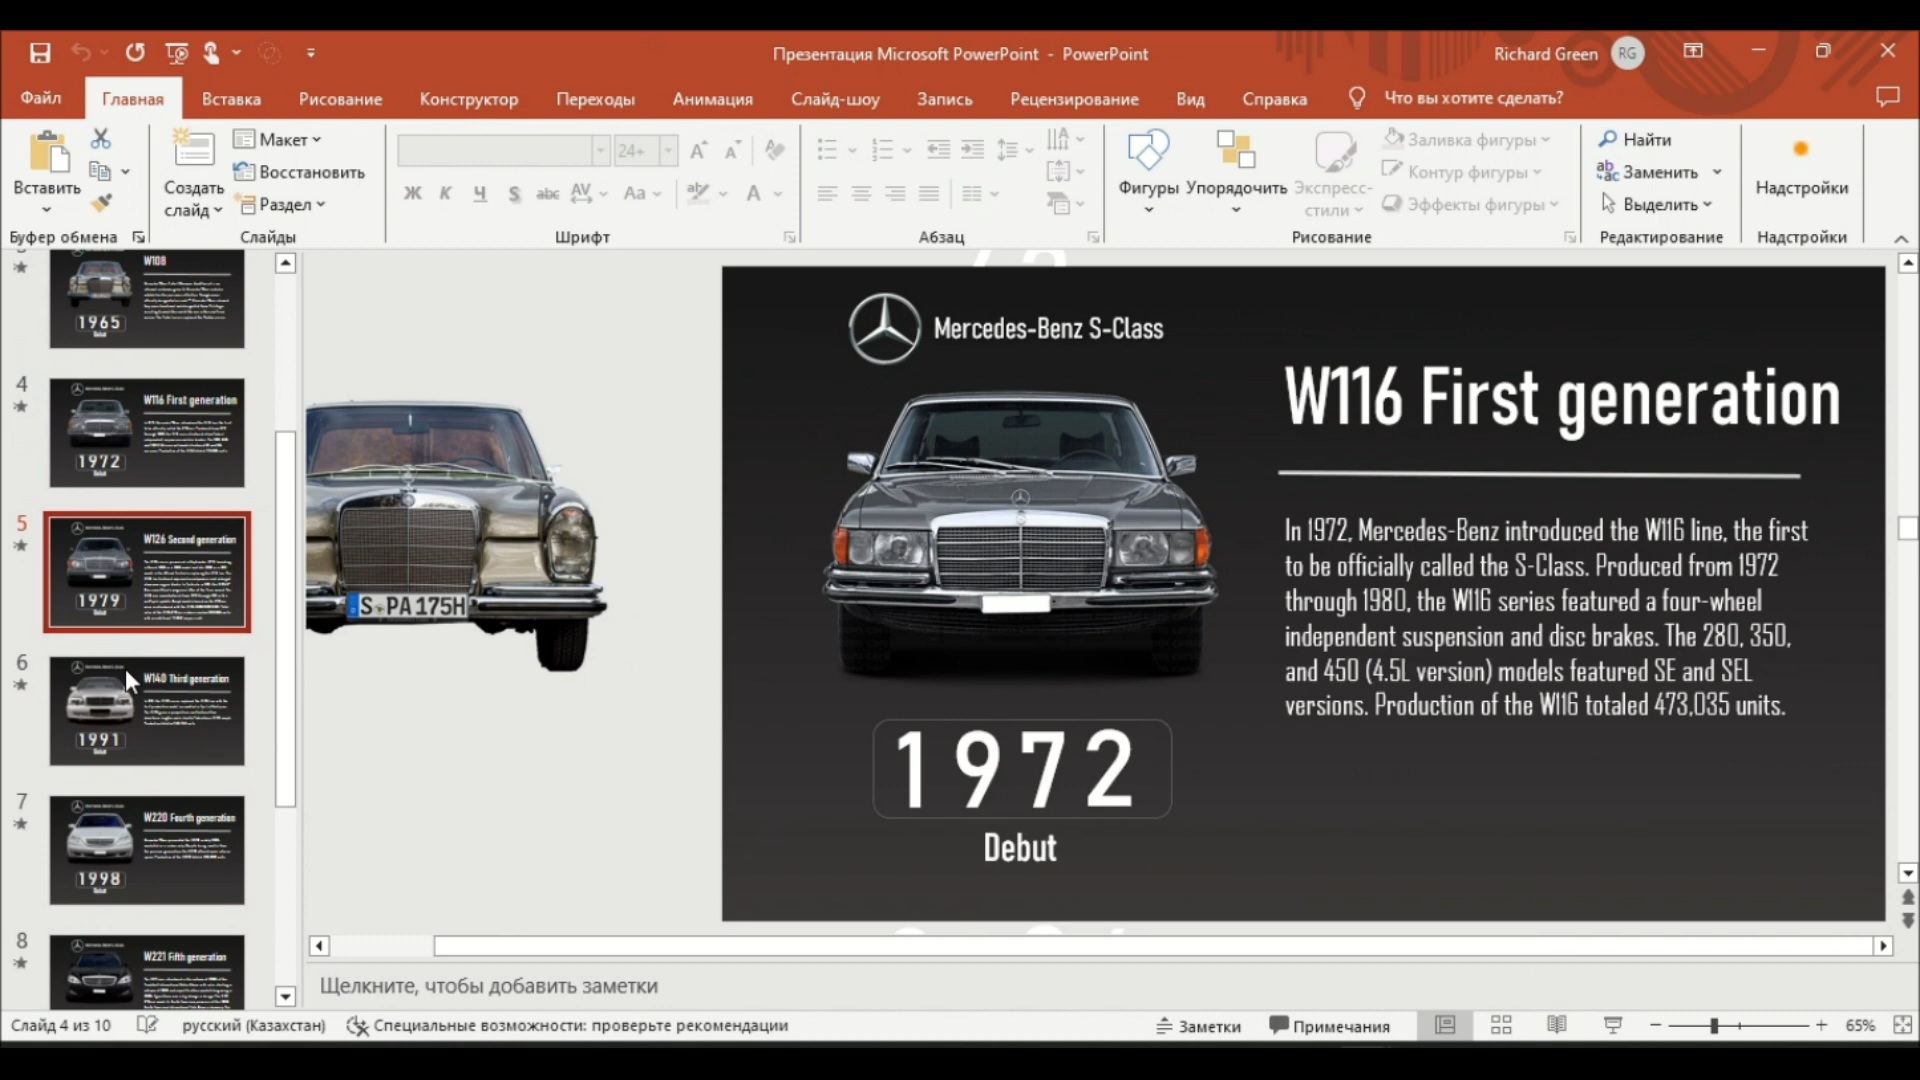 Презентация Microsoft PowerPoint - PowerPoint
Richard Green
RG
Файл
Главная
Вставка
Рисование
Конструктор
Переходы
Анимация
Слайд-шоу
Запись
Рецензирование
Вид
Справка
Что вы хотите сделать?
Вставить
Создать
слайд
Макет
Восстановить
Раздел
24+
Ж К Ч S abc AV Aa
Фигуры
Упорядочить
Экспресс-
стили
Заливка фигуры
Контур фигуры
Эффекты фигуры
Найти
Заменить
Выделить
Надстройки
Буфер обмена
Слайды
Шрифт
Абзац
Рисование
Редактирование
Надстройки
W108
1965
4
W116 First generation
1972
5
W126 Second generation
1979
6
W140 Third generation
1991
7
W220 Fourth generation
1998
8
W221 Fifth generation
S PA 175H
Mercedes-Benz S-Class
W116 First generation
In 1972, Mercedes-Benz introduced the W116 line, the first
to be officially called the S-Class. Produced from 1972
through 1980, the W116 series featured a four-wheel
independent suspension and disc brakes. The 280, 350,
and 450 (4.5L version) models featured SE and SEL
versions. Production of the W116 totaled 473,035 units.
1972
Debut
Щелкните, чтобы добавить заметки
Слайд 4 из 10
русский (Казахстан)
Специальные возможности: проверьте рекомендации
Заметки
Примечания
65%